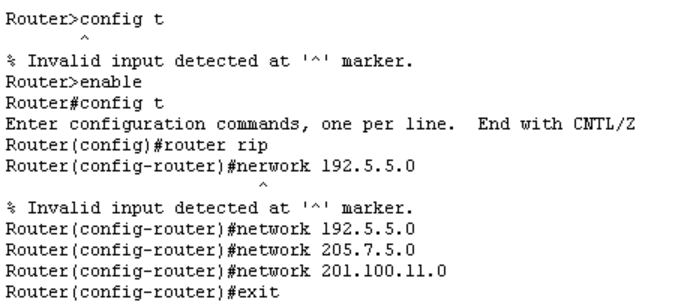 Router>config t
^
% Invalid input detected at '^' marker.
Router>enable
Router#config t
Enter configuration commands, one per line.  End with CNTL/Z
Router(config)#router rip
Router(config-router)#nerwork 192.5.5.0
^
% Invalid input detected at '^' marker.
Router(config-router)#network 192.5.5.0
Router(config-router)#network 205.7.5.0
Router(config-router)#network 201.100.11.0
Router(config-router)#exit